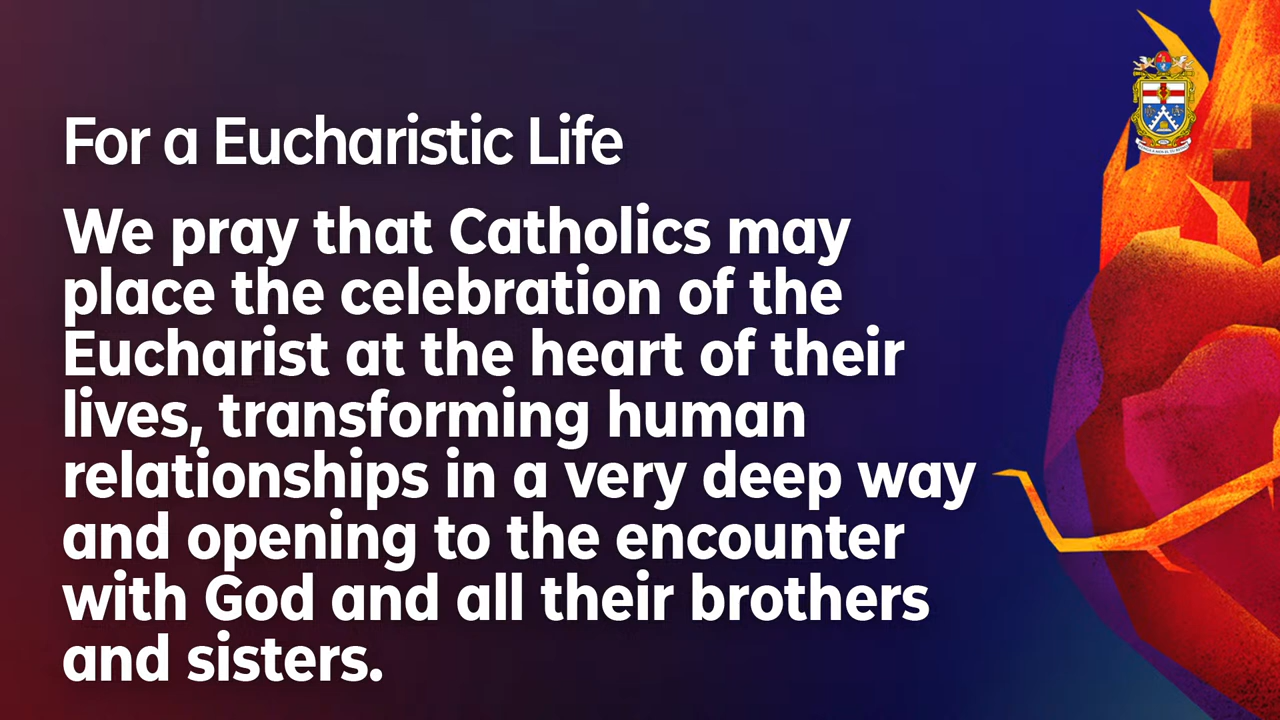 For a Eucharistic Life
We pray that Catholics may
place the celebration of the
Eucharist at the heart of their
lives, transforming human
relationships in a very deep way
and opening to the encounter
with God and all their brothers
and sisters.